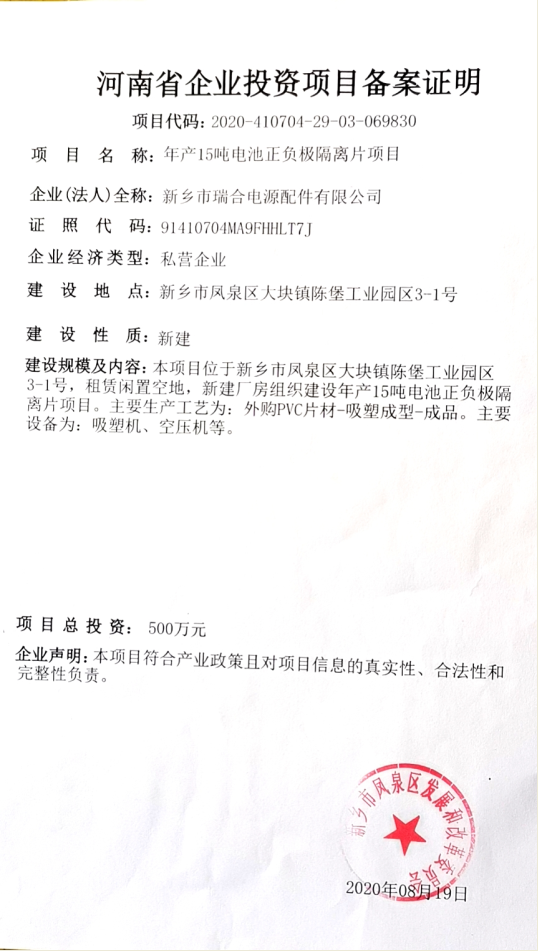 河南省企业投资项目备案证明
项目代码: 2020-410704-29-03-069830
项目名称: 年产15吨电池正负极隔离片项目
企业(法人)全称: 新乡市瑞合电源配件有限公司
证照代码: 91410704MA9FHHLT7J
企业经济类型: 私营企业
建设地点: 新乡市凤泉区大块镇陈堡工业园区3-1号
建设性质: 新建
建设规模及内容: 本项目位于新乡市凤泉区大块镇陈堡工业园区
3-1号，租赁闲置空地，新建厂房组织建设年产15吨电池正负极隔
离片项目。主要生产工艺为：外购PVC片材-吸塑成型-成品。主要
设备为：吸塑机、空压机等。
项目总投资: 500万元
企业声明: 本项目符合产业政策且对项目信息的真实性、合法性和
完整性负责。
新乡市凤泉区发展和改革委员会
2020年08月19日